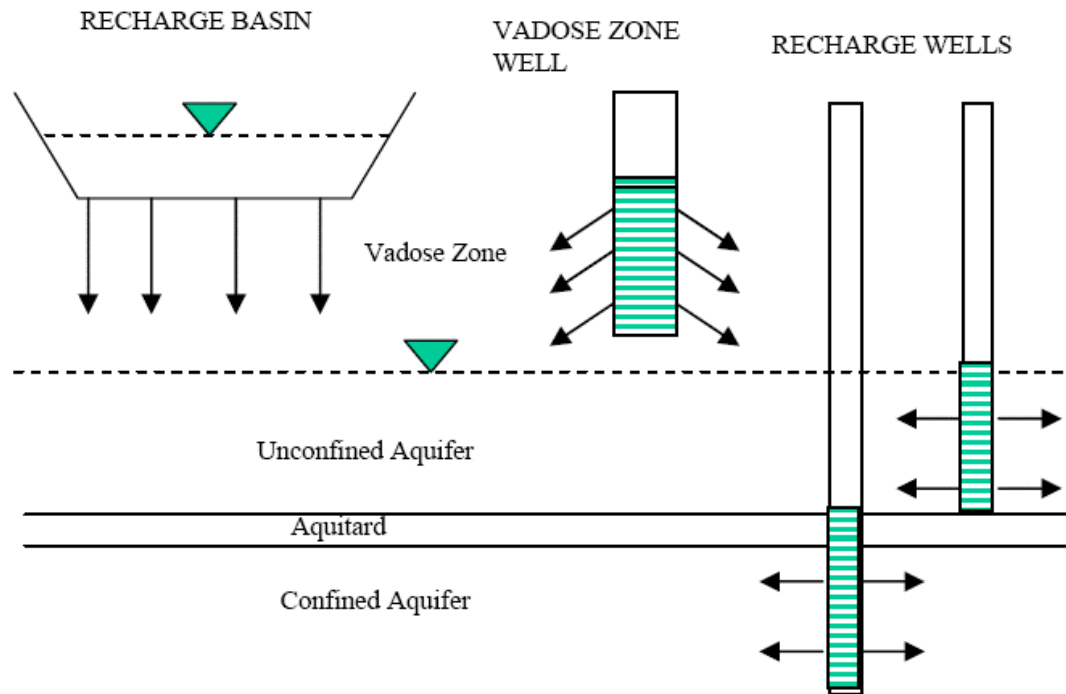 RECHARGE BASIN
VADOSE ZONE
WELL
RECHARGE WELLS
Vadose Zone
Unconfined Aquifer
Aquitard
Confined Aquifer